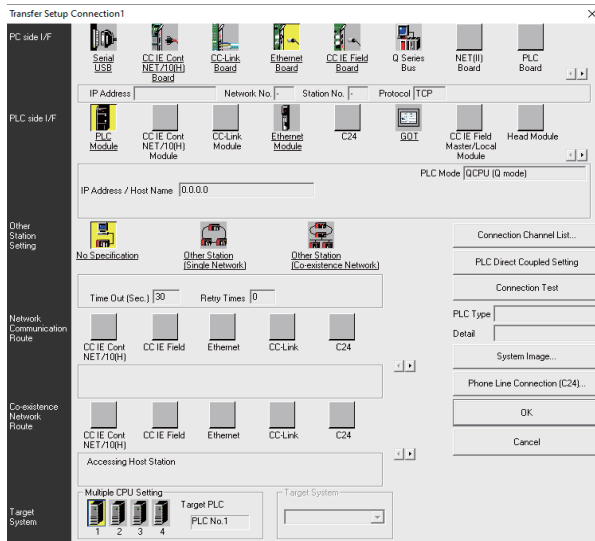 Transfer Setup Connection1
PC side I/F
Serial
USB
CC IE Cont
NET/10(H)
Board
CC-Link
Board
Ethernet
Board
CC IE Field
Board
Q Series
Bus
NET(II)
Board
PLC
Board
IP Address Network No. - Station No. - Protocol TCP
PLC side I/F
PLC
Module
CC IE Cont
NET/10(H)
Module
CC-Link
Module
Ethernet
Module
C24
GOT
CC IE Field
Master/Local
Module
Head Module
PLC Mode QCPU (Q mode)
IP Address / Host Name 0.0.0.0
Other
Station
Setting
No Specification
Other Station
(Single Network)
Other Station
(Co-existence Network)
Time Out (Sec.) 30 Retry Times 0
Connection Channel List...
PLC Direct Coupled Setting
Connection Test
PLC Type
Detail
System Image...
Phone Line Connection (C24)...
OK
Cancel
Network
Communication
Route
CC IE Cont
NET/10(H)
CC IE Field
Ethernet
CC-Link
C24
Co-existence
Network
Route
CC IE Cont
NET/10(H)
CC IE Field
Ethernet
CC-Link
C24
Accessing Host Station
Target
System
Multiple CPU Setting
1 2 3 4
Target PLC
PLC No.1
Target System